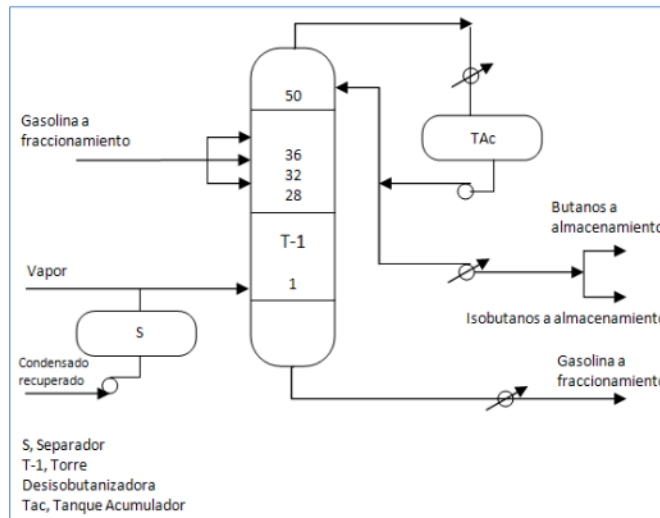 50
TAc
Gasolina a
fraccionamiento
36
32
28
Butanos a
almacenamiento
T-1
Vapor
1
Isobutanos a almacenamiento
S
Condensado
recuperado
Gasolina a
fraccionamiento
S, Separador
T-1, Torre
Desisobutanizadora
Tac, Tanque Acumulador